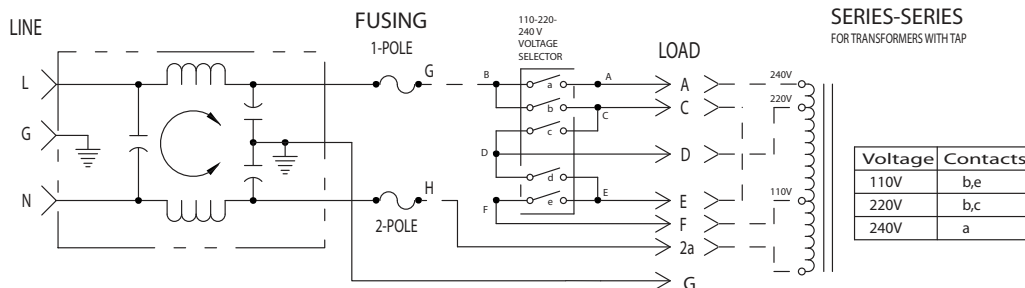 LINE
FUSING
1-POLE
110-220-
240 V
VOLTAGE
SELECTOR
LOAD
SERIES-SERIES
FOR TRANSFORMERS WITH TAP
L
G
B
a
A
A
240V
b
C
C
220V
G
c
D
D
d
N
H
e
E
E
110V
F
F
2-POLE
2a
G
Voltage Contacts
110V b,e
220V b,c
240V a